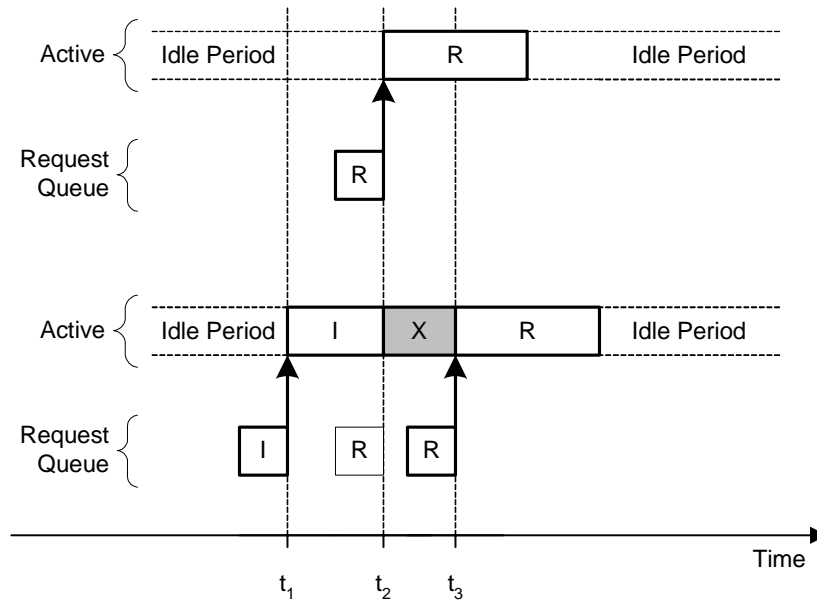 Active
Idle Period
R
Idle Period
Request
Queue
R
Active
Idle Period
I
X
R
Idle Period
Request
Queue
I
R
R
Time
t1
t2
t3